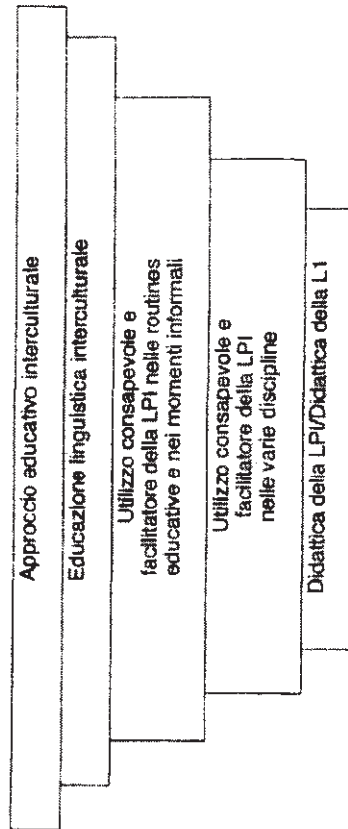 Approccio educativo interculturale
Educazione linguistica interculturale
Utilizzo consapevole e
facilitatore della LPI nelle routines
educative e nei momenti informali
Utilizzo consapevole e
facilitatore della LPI
nelle varie discipline
Didattica della LPI/Didattica della L1